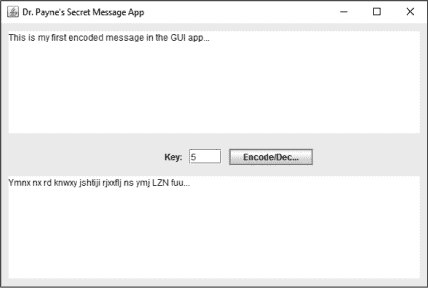 Dr. Payne's Secret Message App
This is my first encoded message in the GUI app...
Key: 5 Encode/Dec...
Ymnx nx rd knwxy jshtiji rjxxflj ns ymj LZN fuu...